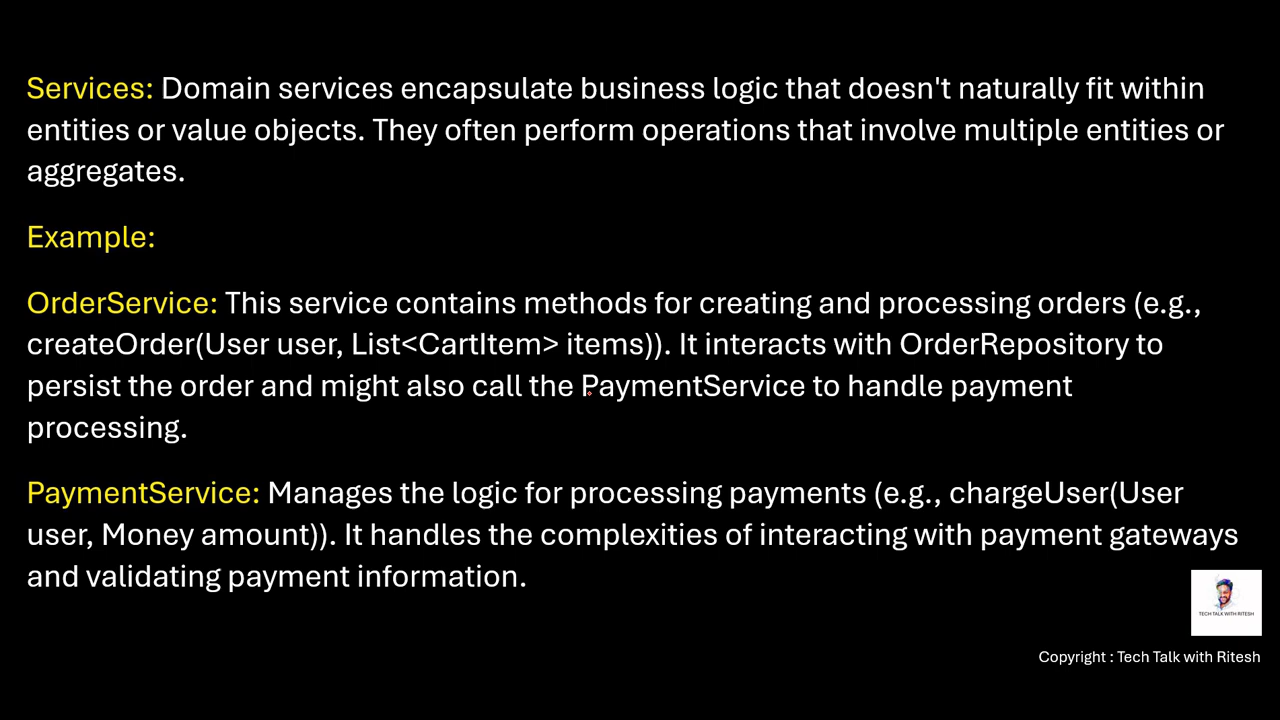 Services: Domain services encapsulate business logic that doesn't naturally fit within
entities or value objects. They often perform operations that involve multiple entities or
aggregates.
Example:
OrderService: This service contains methods for creating and processing orders (e.g.,
createOrder(User user, List<CartItem> items)). It interacts with OrderRepository to
persist the order and might also call the PaymentService to handle payment
processing.
PaymentService: Manages the logic for processing payments (e.g., chargeUser(User
user, Money amount)). It handles the complexities of interacting with payment gateways
and validating payment information.
TECH TALK WITH RITESH
Copyright : Tech Talk with Ritesh